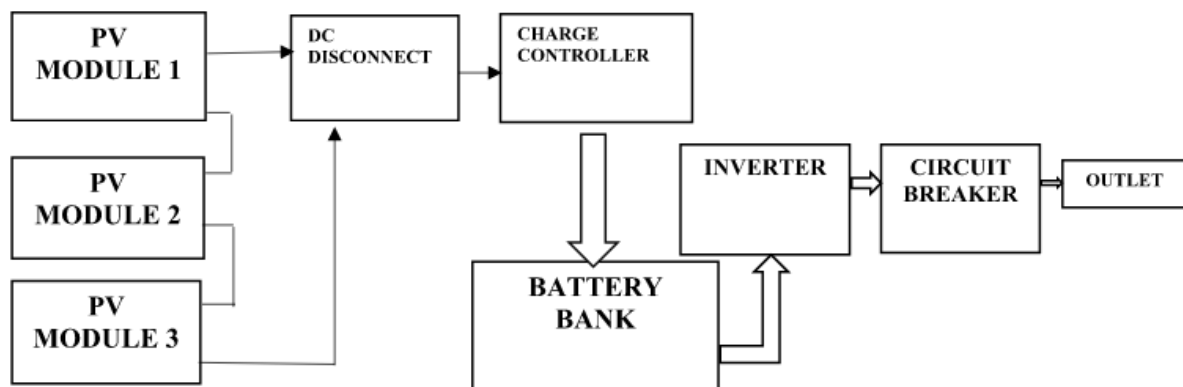 PV
MODULE 1
DC
DISCONNECT
CHARGE
CONTROLLER
PV
MODULE 2
INVERTER
CIRCUIT
BREAKER
OUTLET
PV
MODULE 3
BATTERY
BANK